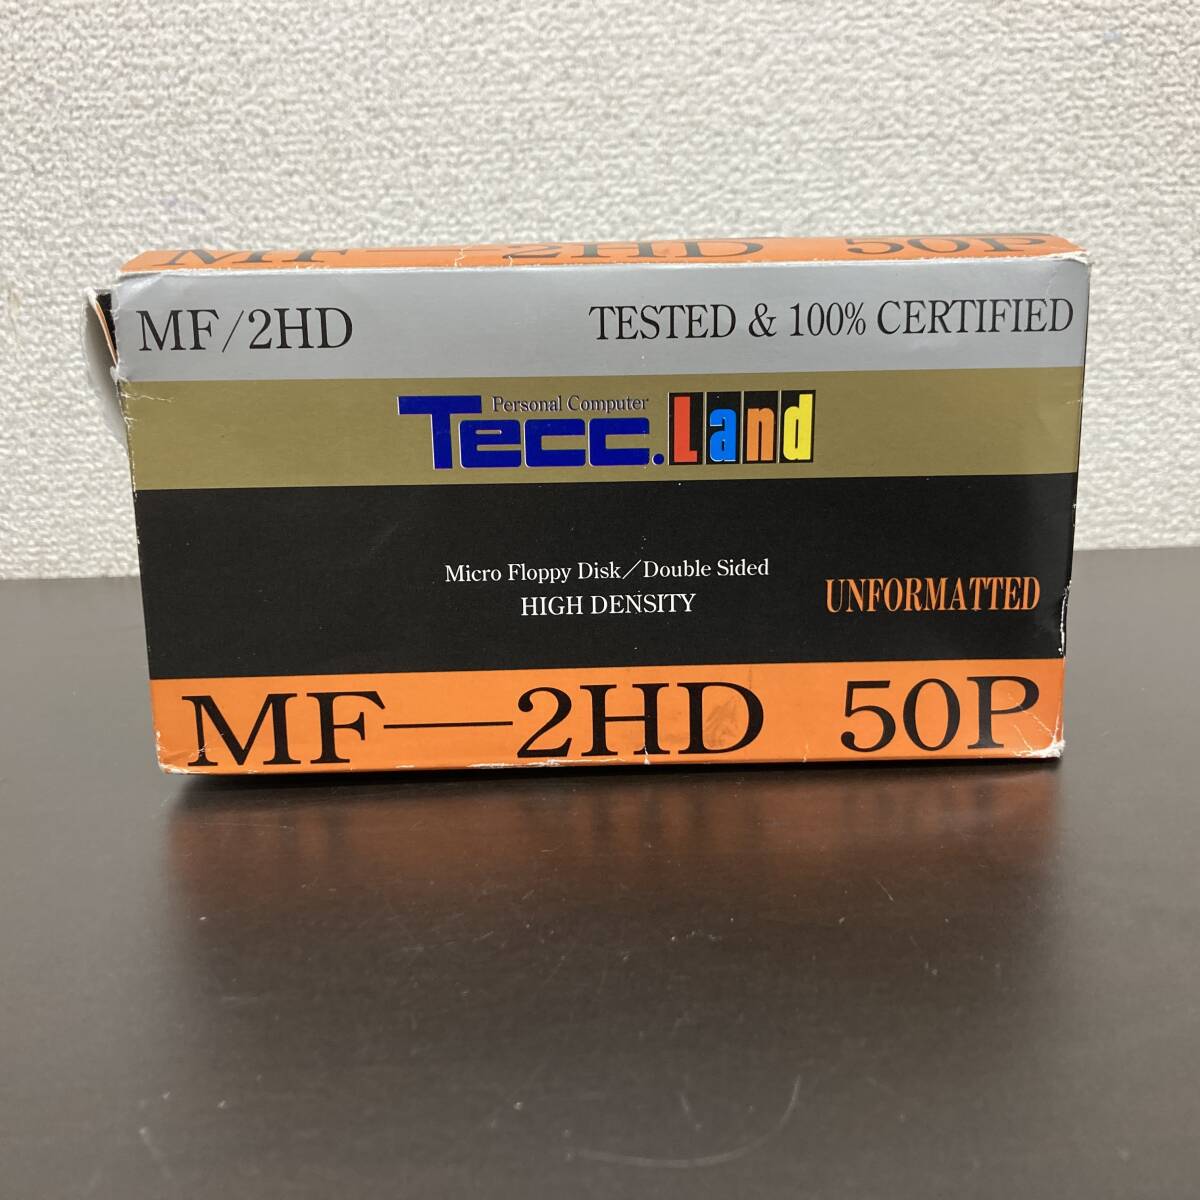 MF—2HD 50P
MF/2HD
TESTED & 100% CERTIFIED
Personal Computer
Tecc.Land
Micro Floppy Disk／Double Sided
HIGH DENSITY
UNFORMATTED
MF—2HD 50P